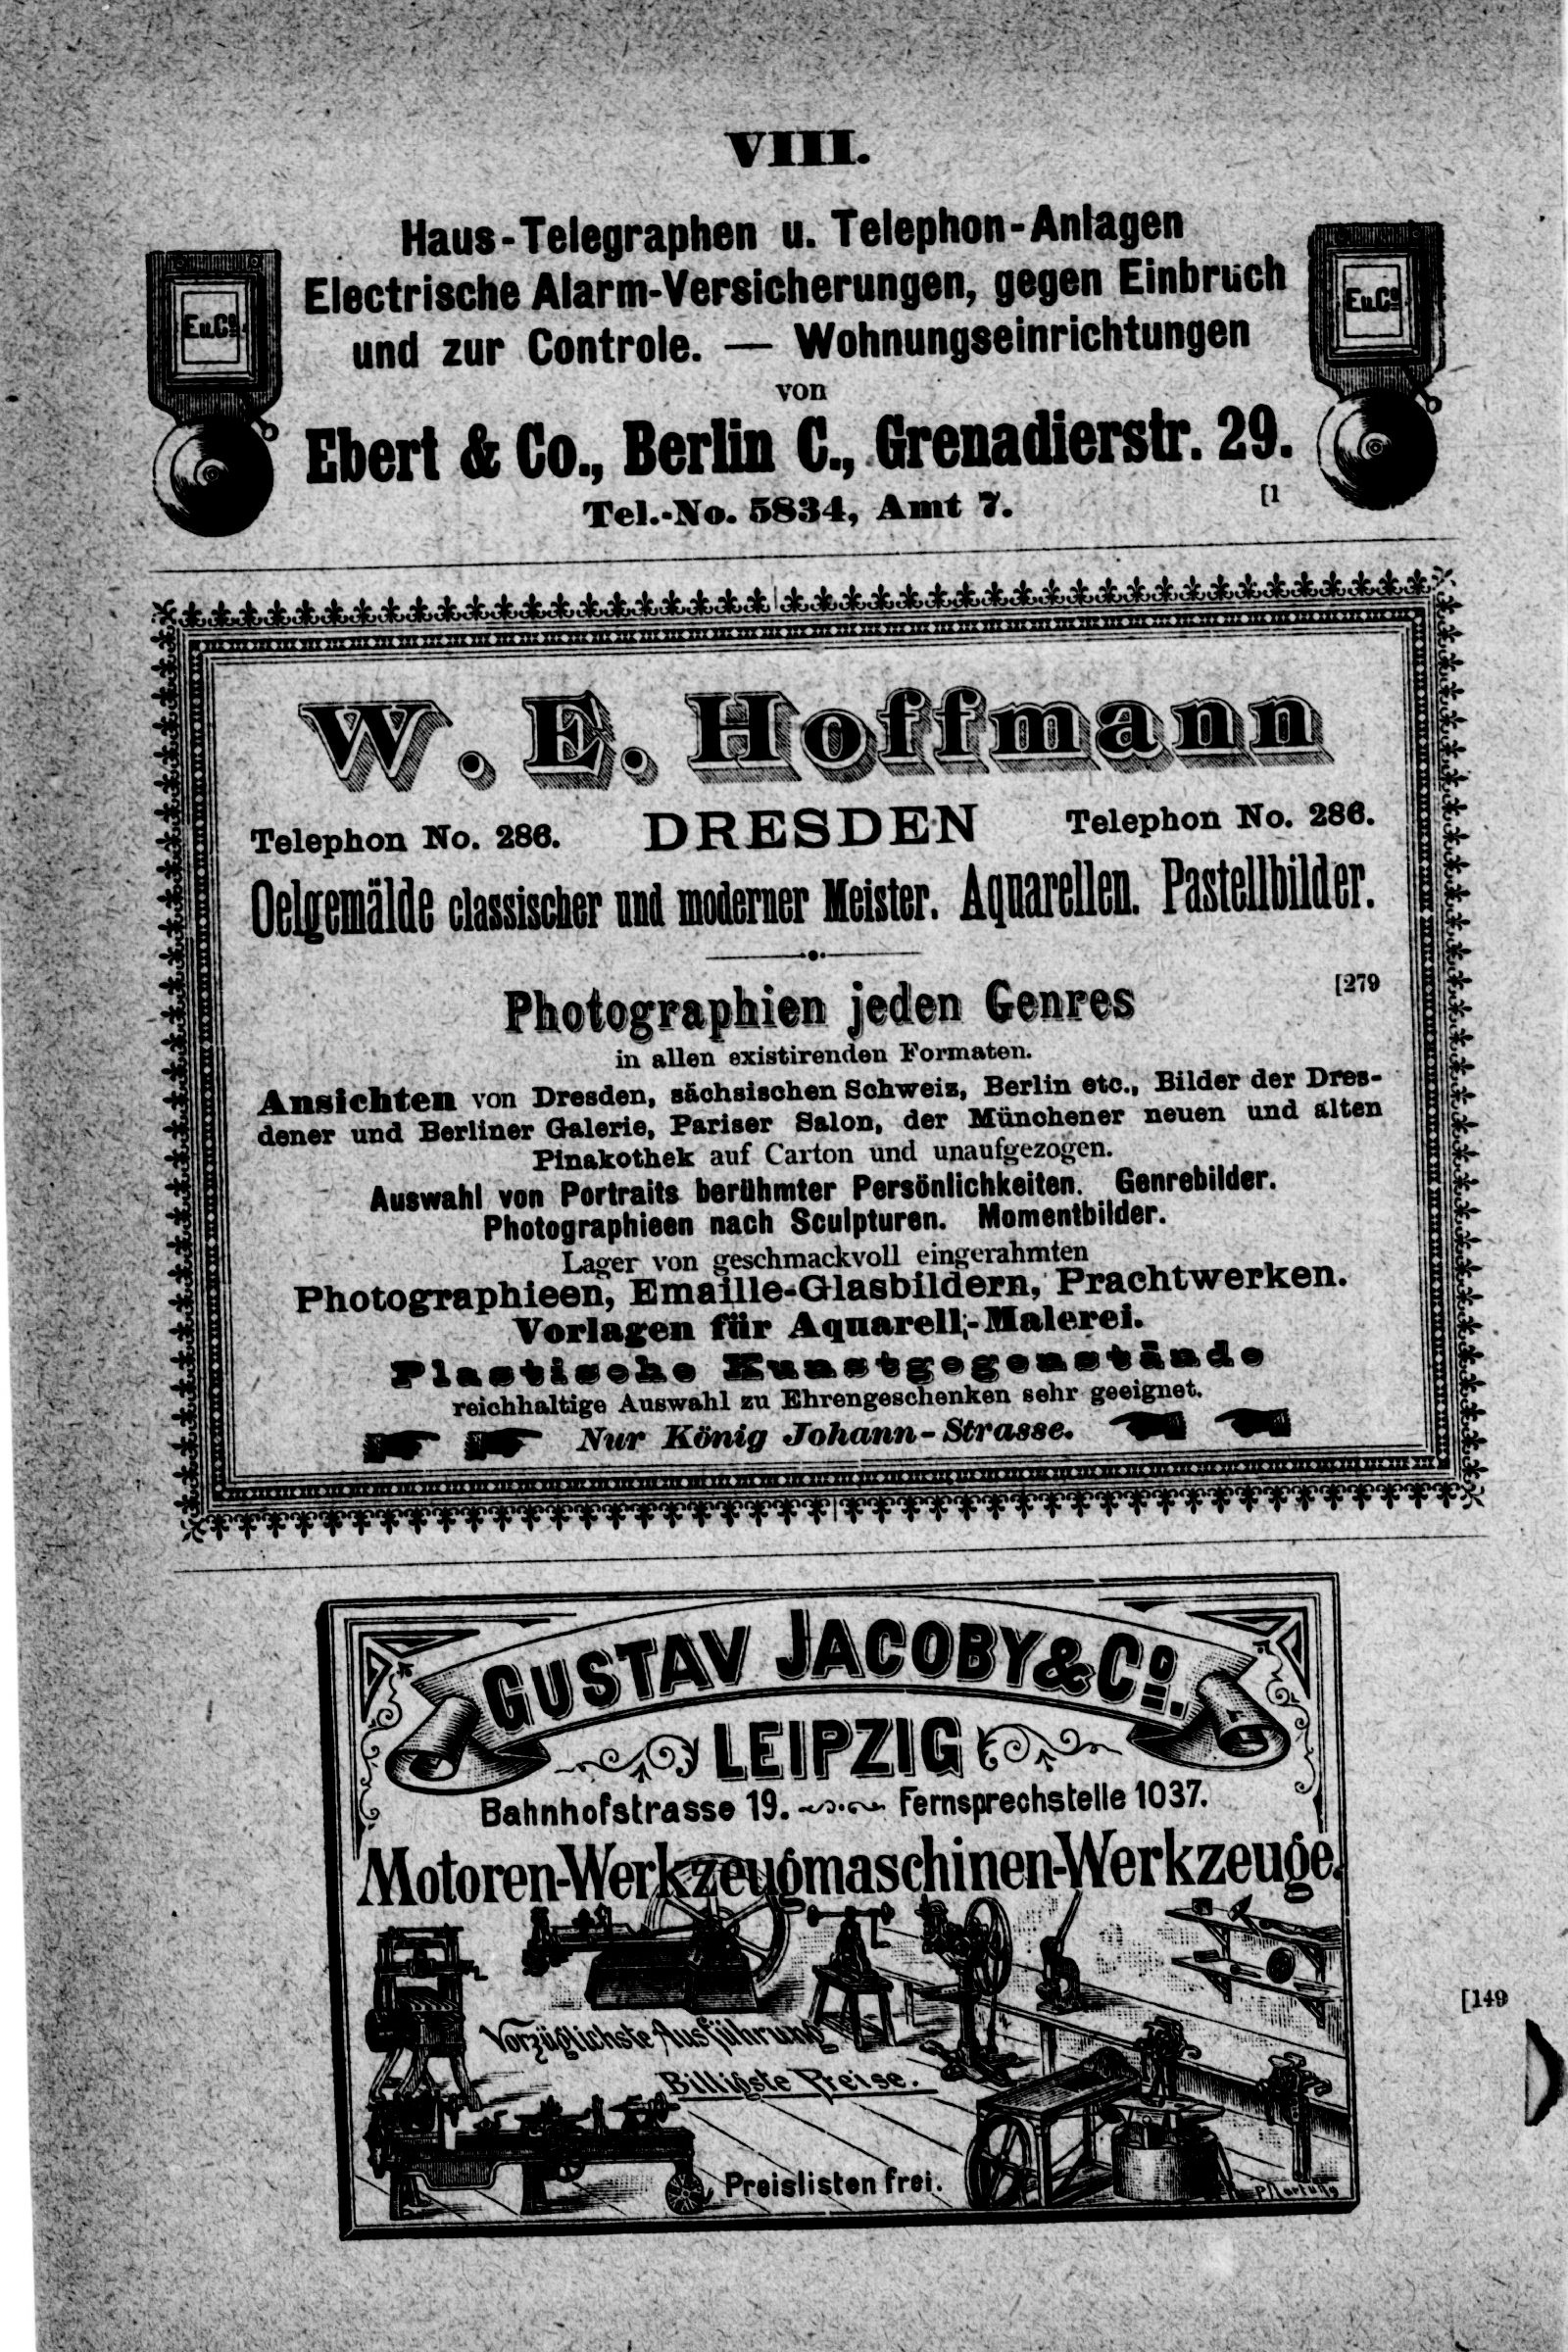 VIII.
Haus-Telegraphen u. Telephon-Anlagen
Electrische Alarm-Versicherungen, gegen Einbruch
und zur Controle. — Wohnungseinrichtungen
von
Ebert & Co., Berlin C., Grenadierstr. 29.
Tel.-No. 5834, Amt 7.
[1
E u. Co.
E u. Co.
W. E. Hoffmann
Telephon No. 286. DRESDEN Telephon No. 286.
Oelgemälde classischer und moderner Meister. Aquarellen. Pastellbilder.
Photographien jeden Genres [279
in allen existirenden Formaten.
Ansichten von Dresden, sächsischen Schweiz, Berlin etc., Bilder der Dres-
dener und Berliner Galerie, Pariser Salon, der Münchener neuen und alten
Pinakothek auf Carton und unaufgezogen.
Auswahl von Portraits berühmter Persönlichkeiten. Genrebilder.
Photographieen nach Sculpturen. Momentbilder.
Lager von geschmackvoll eingerahmten
Photographieen, Emaille-Glasbildern, Prachtwerken.
Vorlagen für Aquarell-Malerei.
Plastische Kunstgegenstände
reichhaltige Auswahl zu Ehrengeschenken sehr geeignet.
Nur König Johann-Strasse.
GUSTAV JACOBY & Co.
LEIPZIG
Bahnhofstrasse 19. Fernsprechstelle 1037.
Motoren-Werkzeugmaschinen-Werkzeuge.
Vorzüglichste Ausführung
Billigste Preise.
Preislisten frei.
[149